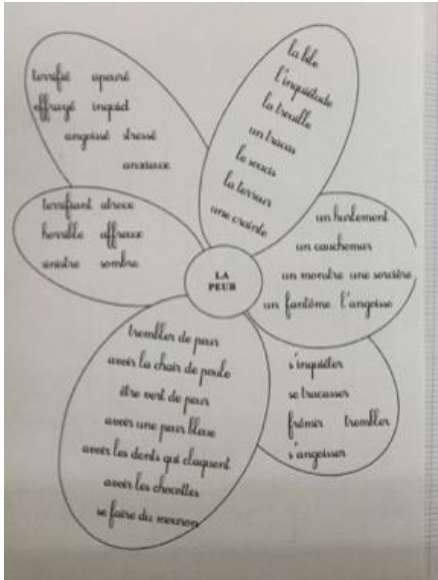 terrifié apeuré
effrayé inquiet
angoissé stressé
anxieux
la bile
l'inquiétude
la trouille
un tracas
le soucis
la terreur
une crainte
terrifiant atroce
horrible affreux
sinistre sombre
LA
PEUR
un hurlement
un cauchemar
un monstre une sorcière
un fantôme l'angoisse
trembler de peur
avoir la chair de poule
être vert de peur
avoir une peur bleue
avoir les dents qui claquent
avoir les chocottes
se faire du mouron
s'inquiéter
se tracasser
frémir trembler
s'angoisser